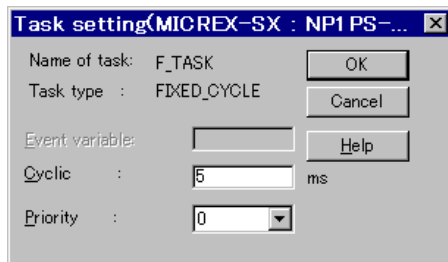 Task setting(MICREX-SX : NP1PS-...
Name of task: F_TASK
OK
Task type : FIXED_CYCLE
Cancel
Event variable:
Help
Cyclic : 5 ms
Priority : 0